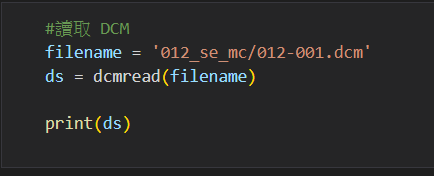 #讀取 DCM
filename = '012_se_mc/012-001.dcm'
ds = dcmread(filename)
print(ds)